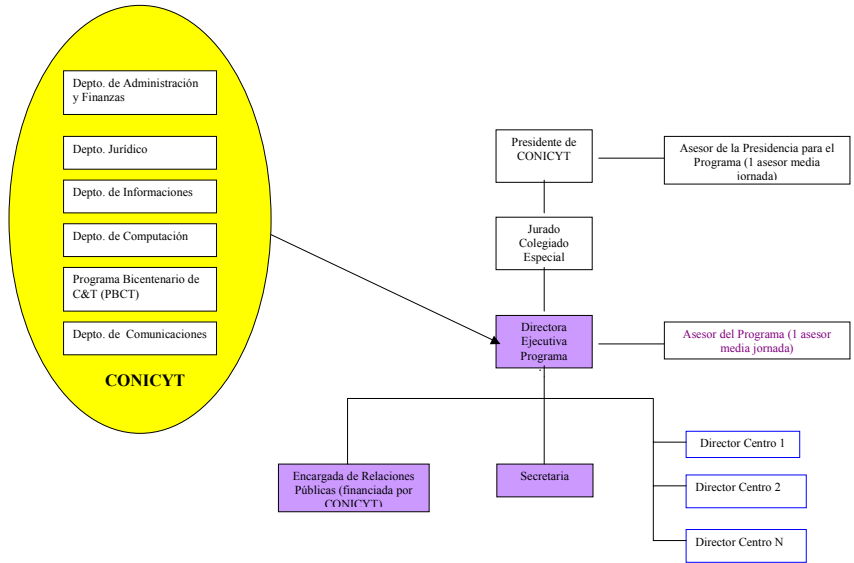 Depto. de Administración
y Finanzas
Depto. Jurídico
Depto. de Informaciones
Depto. de Computación
Programa Bicentenario de
C&T (PBCT)
Depto. de Comunicaciones
CONICYT
Presidente de
CONICYT
Asesor de la Presidencia para el
Programa (1 asesor media
jornada)
Jurado
Colegiado
Especial
Directora
Ejecutiva
Programa
Asesor del Programa (1 asesor
media jornada)
Encargada de Relaciones
Públicas (financiada por
CONICYT)
Secretaria
Director Centro 1
Director Centro 2
Director Centro N